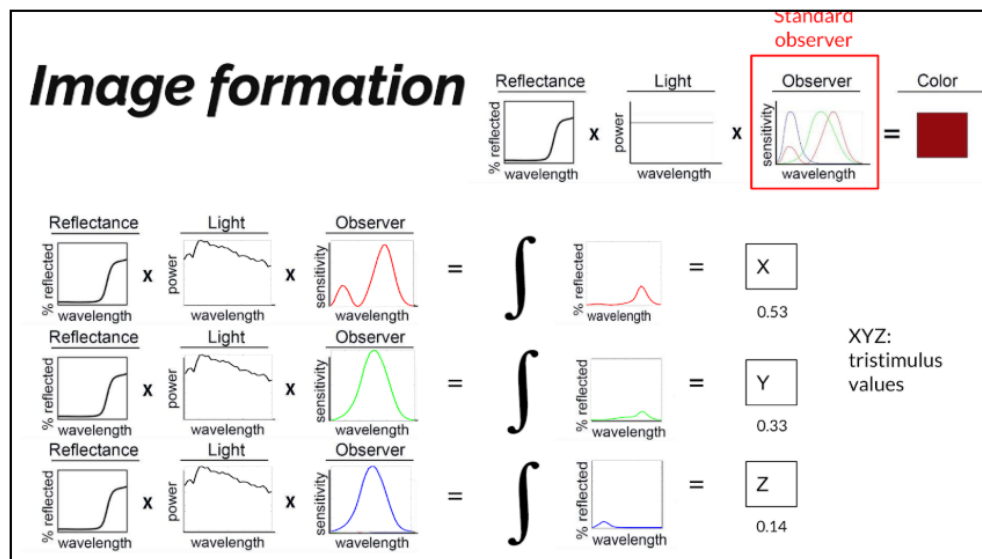 Standard
observer
Image formation
Reflectance Light Observer Color
% reflected
wavelength
x
power
x
sensitivity
wavelength
=
Reflectance Light Observer
% reflected
wavelength
x
power
wavelength
x
sensitivity
wavelength
=
∫
% reflected
wavelength
=
X
0.53
Reflectance Light Observer
% reflected
wavelength
x
power
wavelength
x
sensitivity
wavelength
=
∫
% reflected
wavelength
=
Y
0.33
XYZ:
tristimulus
values
Reflectance Light Observer
% reflected
wavelength
x
power
wavelength
x
sensitivity
wavelength
=
∫
% reflected
wavelength
=
Z
0.14